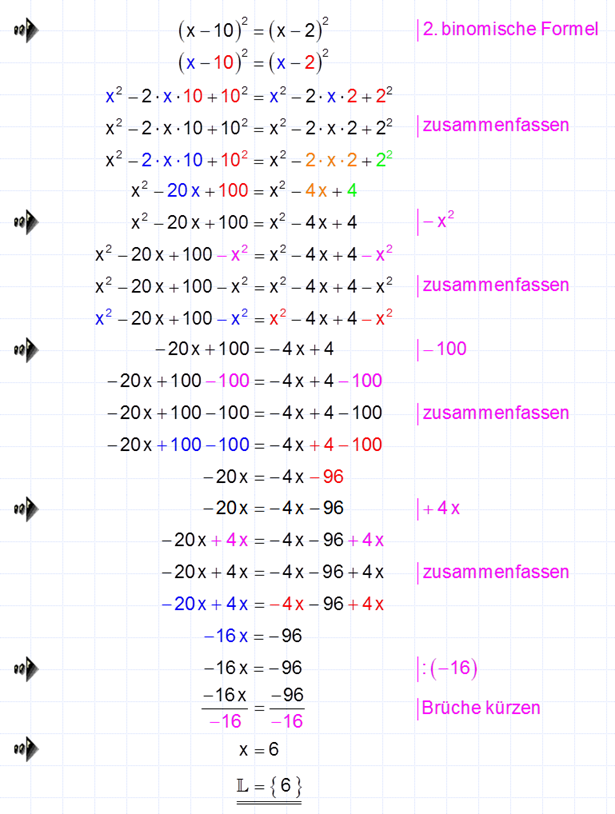 (x − 10)² = (x − 2)² | 2. binomische Formel
(x − 10)² = (x − 2)²
x² − 2 · x · 10 + 10² = x² − 2 · x · 2 + 2²
x² − 2 · x · 10 + 10² = x² − 2 · x · 2 + 2² | zusammenfassen
x² − 2 · x · 10 + 10² = x² − 2 · x · 2 + 2²
x² − 20x + 100 = x² − 4x + 4
x² − 20x + 100 = x² − 4x + 4 | − x²
x² − 20x + 100 − x² = x² − 4x + 4 − x²
x² − 20x + 100 − x² = x² − 4x + 4 − x² | zusammenfassen
x² − 20x + 100 − x² = x² − 4x + 4 − x²
−20x + 100 = −4x + 4 | − 100
−20x + 100 − 100 = −4x + 4 − 100
−20x + 100 − 100 = −4x + 4 − 100 | zusammenfassen
−20x + 100 − 100 = −4x + 4 − 100
−20x = −4x − 96
−20x = −4x − 96 | + 4x
−20x + 4x = −4x − 96 + 4x
−20x + 4x = −4x − 96 + 4x | zusammenfassen
−20x + 4x = −4x − 96 + 4x
−16x = −96
−16x = −96 | : (−16)
−16x/−16 = −96/−16 | Brüche kürzen
x = 6
𝕃 = {6}